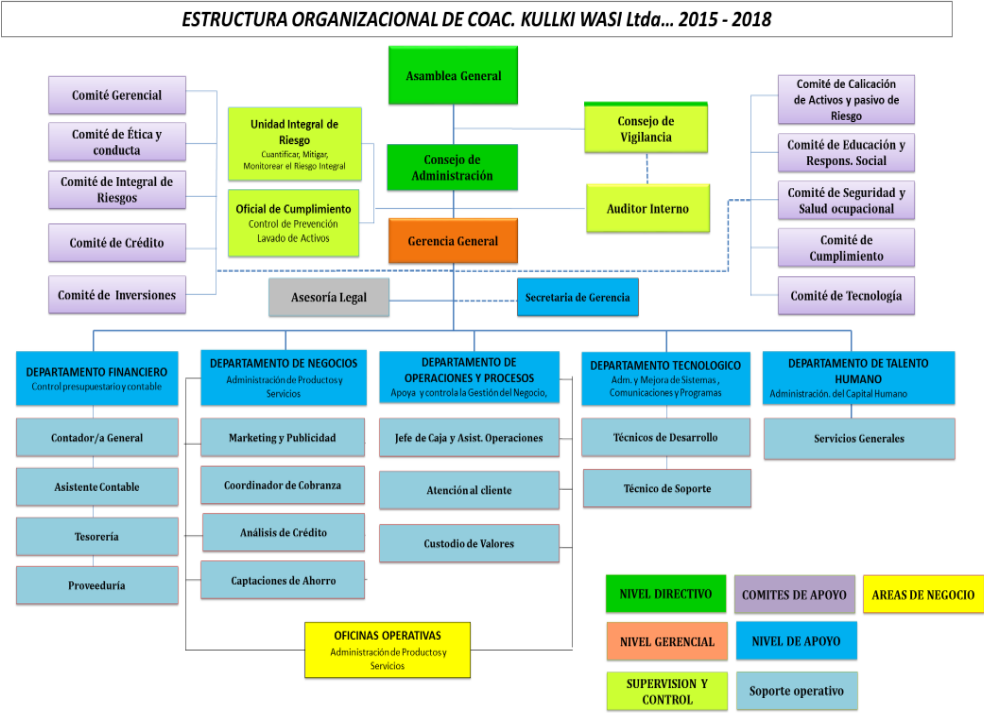 ESTRUCTURA ORGANIZACIONAL DE COAC. KULLKI WASI Ltda... 2015 - 2018
Asamblea General
Comité Gerencial
Comité de Ética y
conducta
Comité de Integral de
Riesgos
Comité de Crédito
Comité de Inversiones
Unidad Integral de
Riesgo
Cuantificar, Mitigar,
Monitorear el Riesgo Integral
Oficial de Cumplimiento
Control de Prevención
Lavado de Activos
Consejo de
Administración
Gerencia General
Consejo de
Vigilancia
Auditor Interno
Comité de Calicación
de Activos y pasivo de
Riesgo
Comité de Educación y
Respons. Social
Comité de Seguridad y
Salud ocupacional
Comité de
Cumplimiento
Comité de Tecnología
Asesoría Legal
Secretaria de Gerencia
DEPARTAMENTO FINANCIERO
Control presupuestario y contable
Contador/a General
Asistente Contable
Tesorería
Proveeduría
DEPARTAMENTO DE NEGOCIOS
Administración de Productos y
Servicios
Marketing y Publicidad
Coordinador de Cobranza
Análisis de Crédito
Captaciones de Ahorro
DEPARTAMENTO DE
OPERACIONES Y PROCESOS
Apoya y controla la Gestión del Negocio,
Jefe de Caja y Asist. Operaciones
Atención al cliente
Custodio de Valores
DEPARTAMENTO TECNOLOGICO
Adm. y Mejora de Sistemas ,
Comunicaciones y Programas
Técnicos de Desarrollo
Técnico de Soporte
DEPARTAMENTO DE TALENTO
HUMANO
Administración. del Capital Humano
Servicios Generales
OFICINAS OPERATIVAS
Administración de Productos y
Servicios
NIVEL DIRECTIVO
COMITES DE APOYO
AREAS DE NEGOCIO
NIVEL GERENCIAL
NIVEL DE APOYO
SUPERVISION Y
CONTROL
Soporte operativo